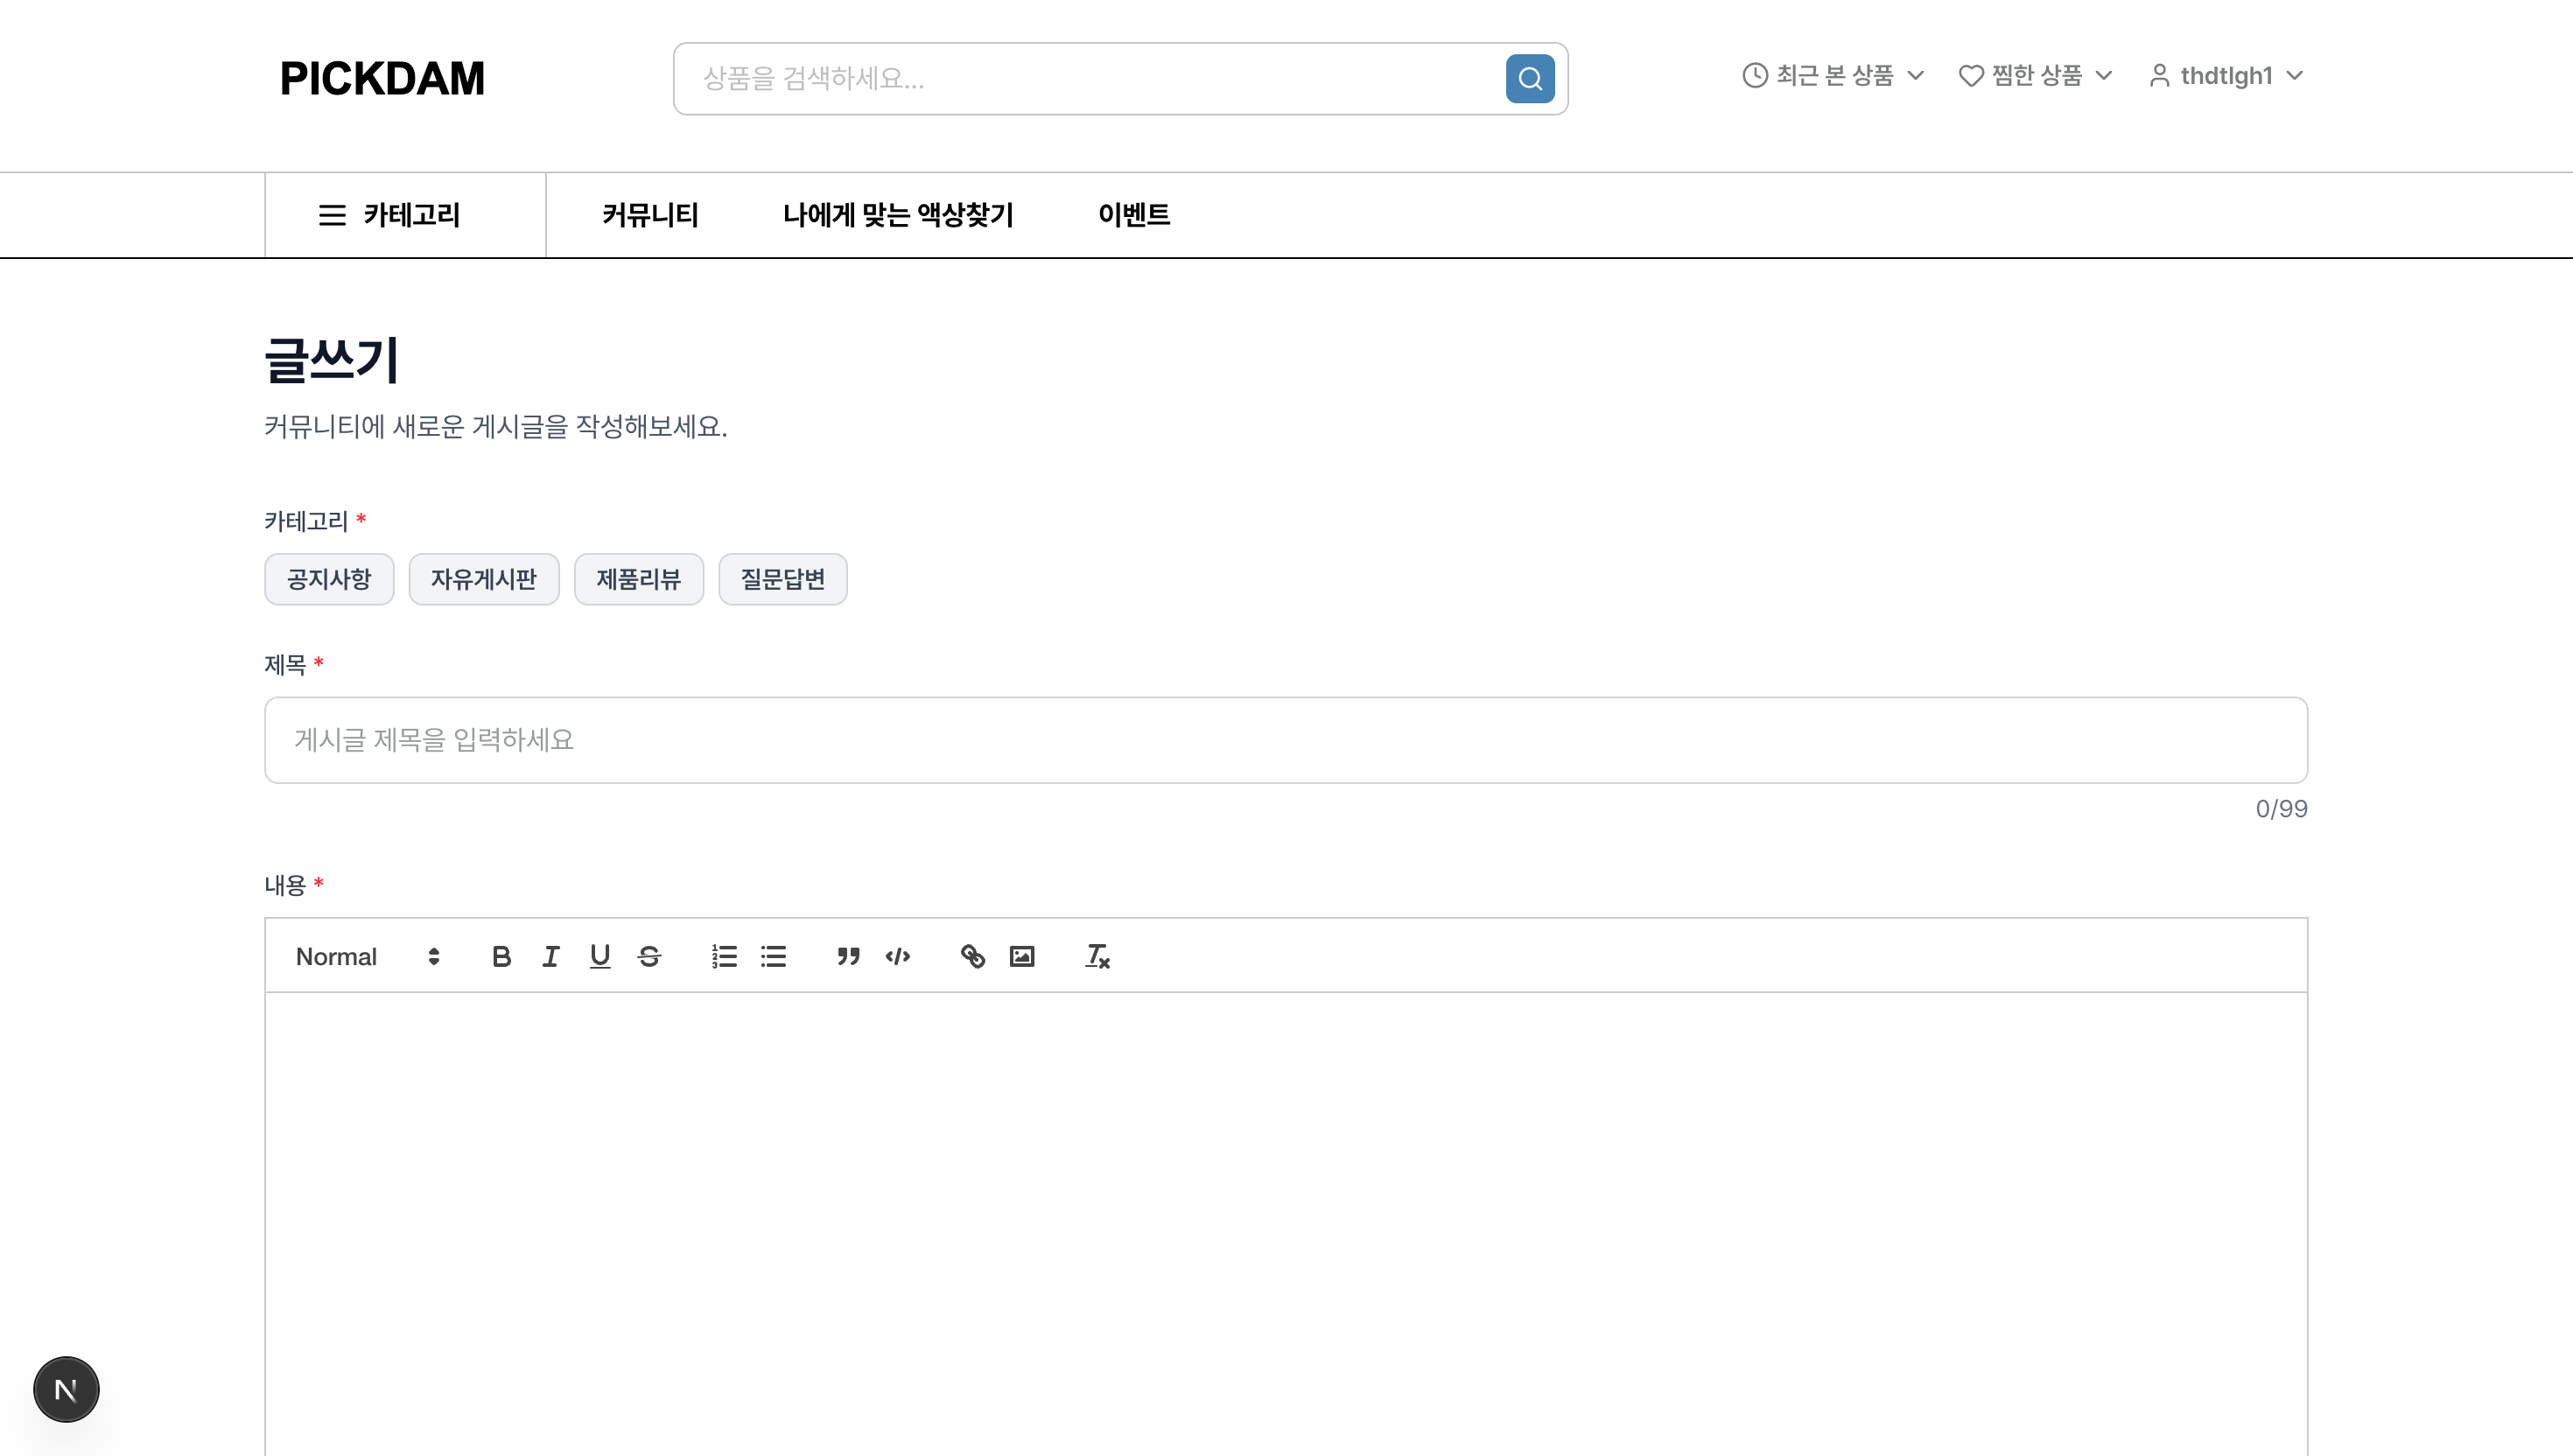 PICKDAM
상품을 검색하세요...
최근 본 상품
찜한 상품
thdtlgh1
카테고리
커뮤니티
나에게 맞는 액상찾기
이벤트
글쓰기
커뮤니티에 새로운 게시글을 작성해보세요.
카테고리 *
공지사항
자유게시판
제품리뷰
질문답변
제목 *
게시글 제목을 입력하세요
0/99
내용 *
Normal
N